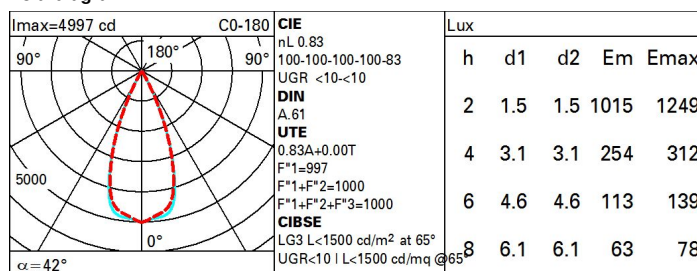 Imax=4997 cd C0-180
90° 180° 90°
5000
0°
α=42°
CIE
nL 0.83
100-100-100-100-83
UGR <10-<10
DIN
A.61
UTE
0.83A+0.00T
F"1=997
F"1+F"2=1000
F"1+F"2+F"3=1000
CIBSE
LG3 L<1500 cd/m² at 65°
UGR<10 | L<1500 cd/mq @65°
Lux
h d1 d2 Em Emax
2 1.5 1.5 1015 1249
4 3.1 3.1 254 312
6 4.6 4.6 113 139
8 6.1 6.1 63 78